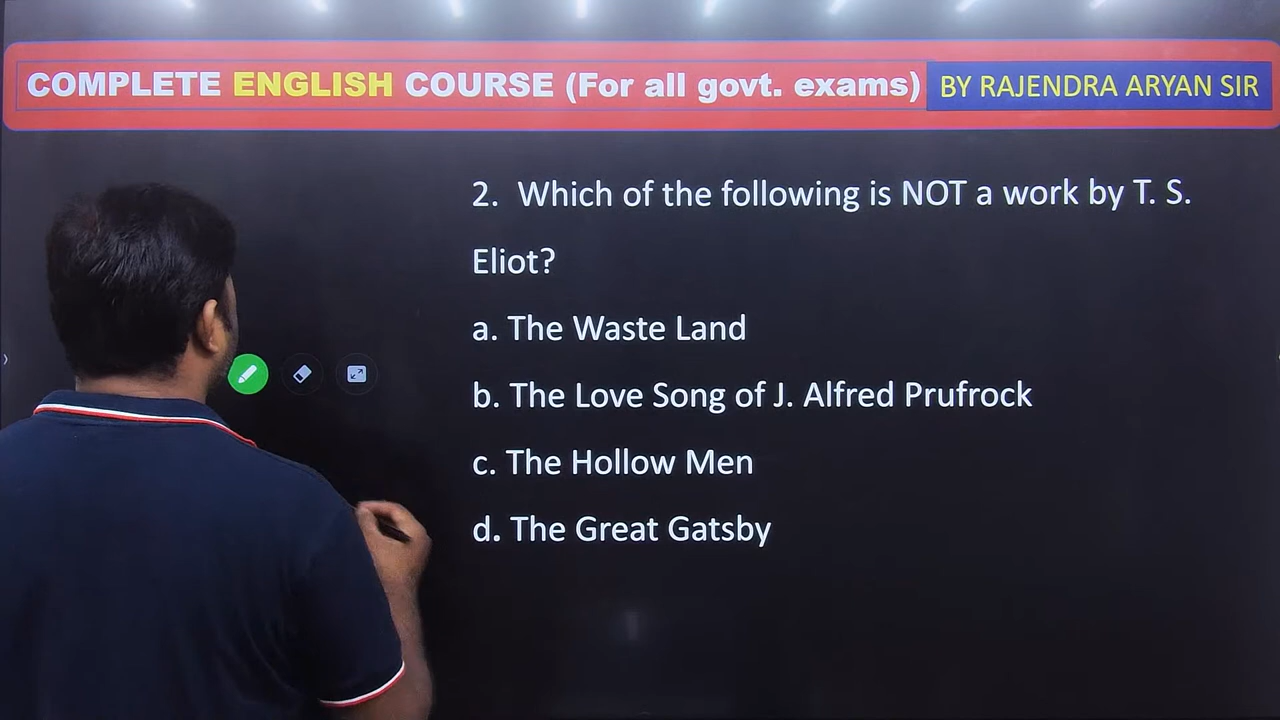 COMPLETE ENGLISH COURSE (For all govt. exams) BY RAJENDRA ARYAN SIR
2. Which of the following is NOT a work by T. S.
Eliot?
a. The Waste Land
b. The Love Song of J. Alfred Prufrock
c. The Hollow Men
d. The Great Gatsby